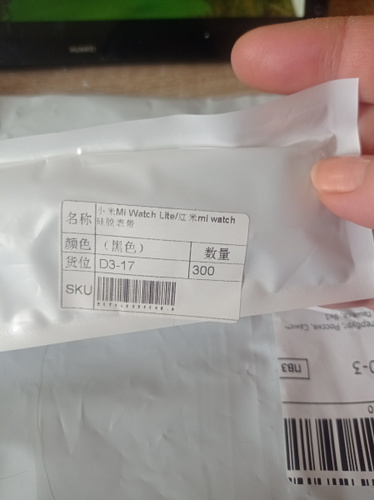 HUAWEI
名称
小米Mi Watch Lite/红米mi watch
硅胶表带
颜色 （黑色） 数量
货位 D3-17 300
SKU
ПВЗ